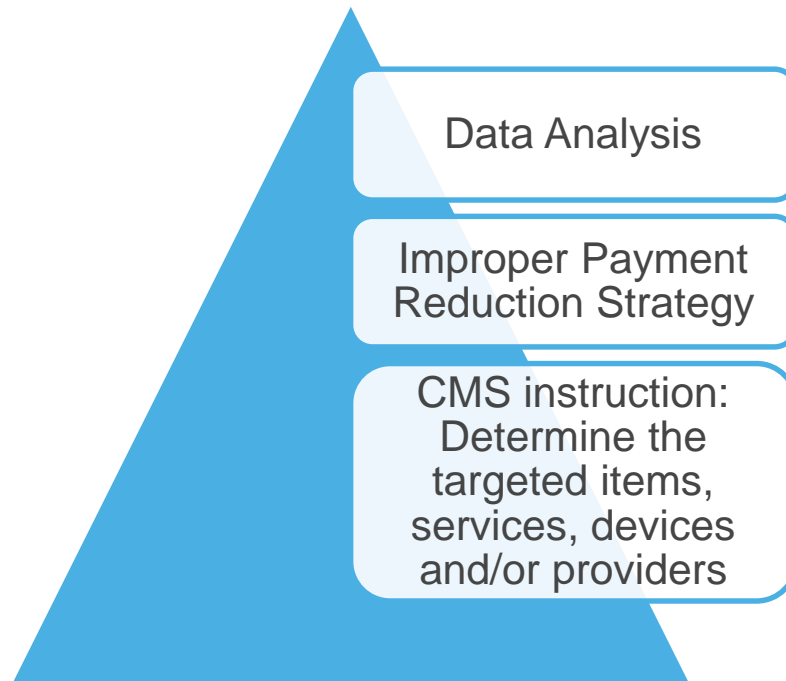 Data Analysis
Improper Payment
Reduction Strategy
CMS instruction:
Determine the
targeted items,
services, devices
and/or providers